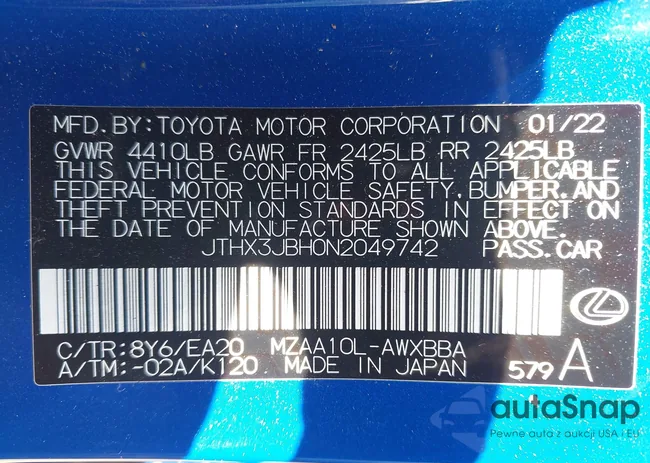 MFD.BY:TOYOTA MOTOR CORPORATION 01/22
GVWR 4410LB GAWR FR 2425LB RR 2425LB
THIS VEHICLE CONFORMS TO ALL APPLICABLE
FEDERAL MOTOR VEHICLE SAFETY,BUMPER,AND
THEFT PREVENTION STANDARDS IN EFFECT ON
THE DATE OF MANUFACTURE SHOWN ABOVE.
JTHX3JBH0N2049742 PASS.CAR
C/TR:8Y6/EA20 MZAA10L-AWXBBA
A/TM:-02A/K120 MADE IN JAPAN 579 A
autaSnap
Pewne auta z aukcji USA i EU